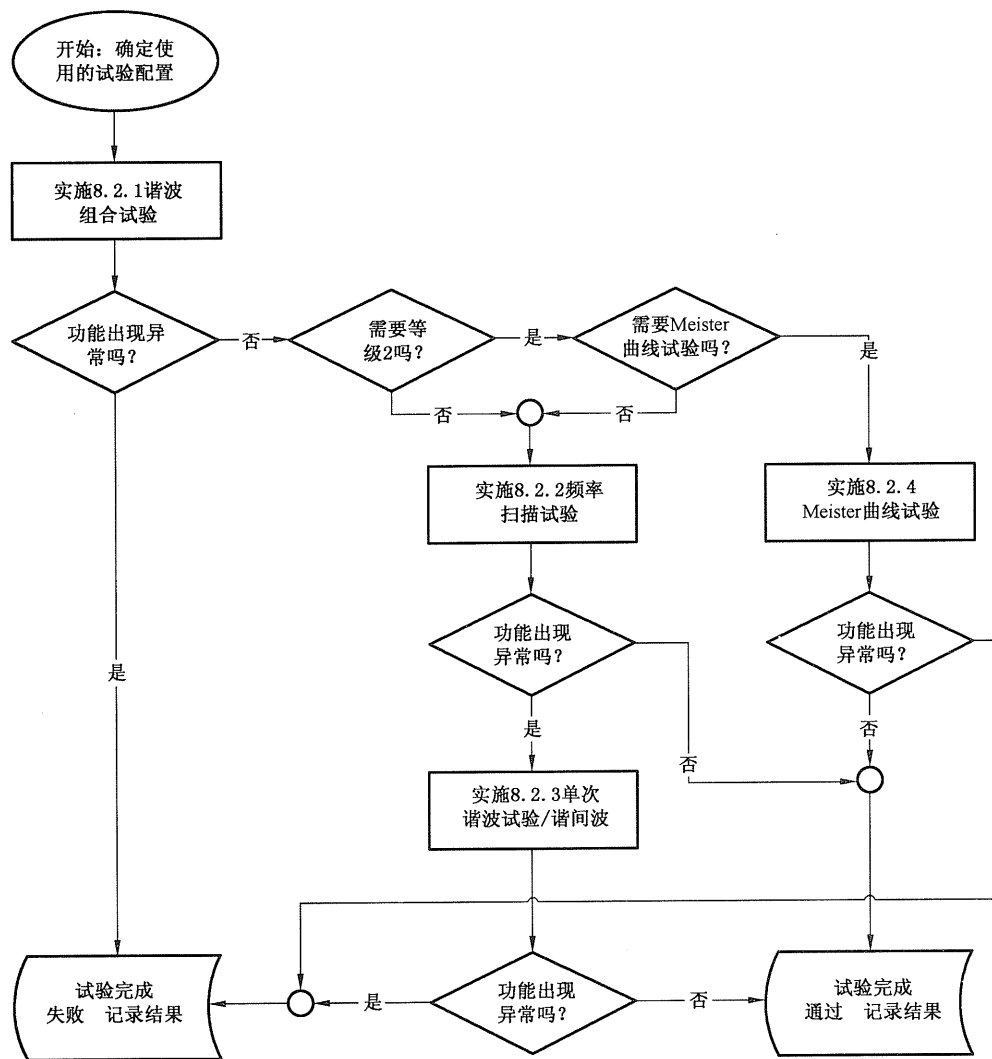 开始：确定使
用的试验配置
实施8.2.1谐波
组合试验
功能出现异
常吗？
否
需要等
级2吗？
是
需要Meister
曲线试验吗？
是
否
否
实施8.2.2频率
扫描试验
实施8.2.4
Meister曲线试验
功能出现
异常吗？
功能出现
异常吗？
是
是
否
否
实施8.2.3单次
谐波试验/谐间波
试验完成
失败 记录结果
是
功能出现
异常吗？
否
试验完成
通过 记录结果